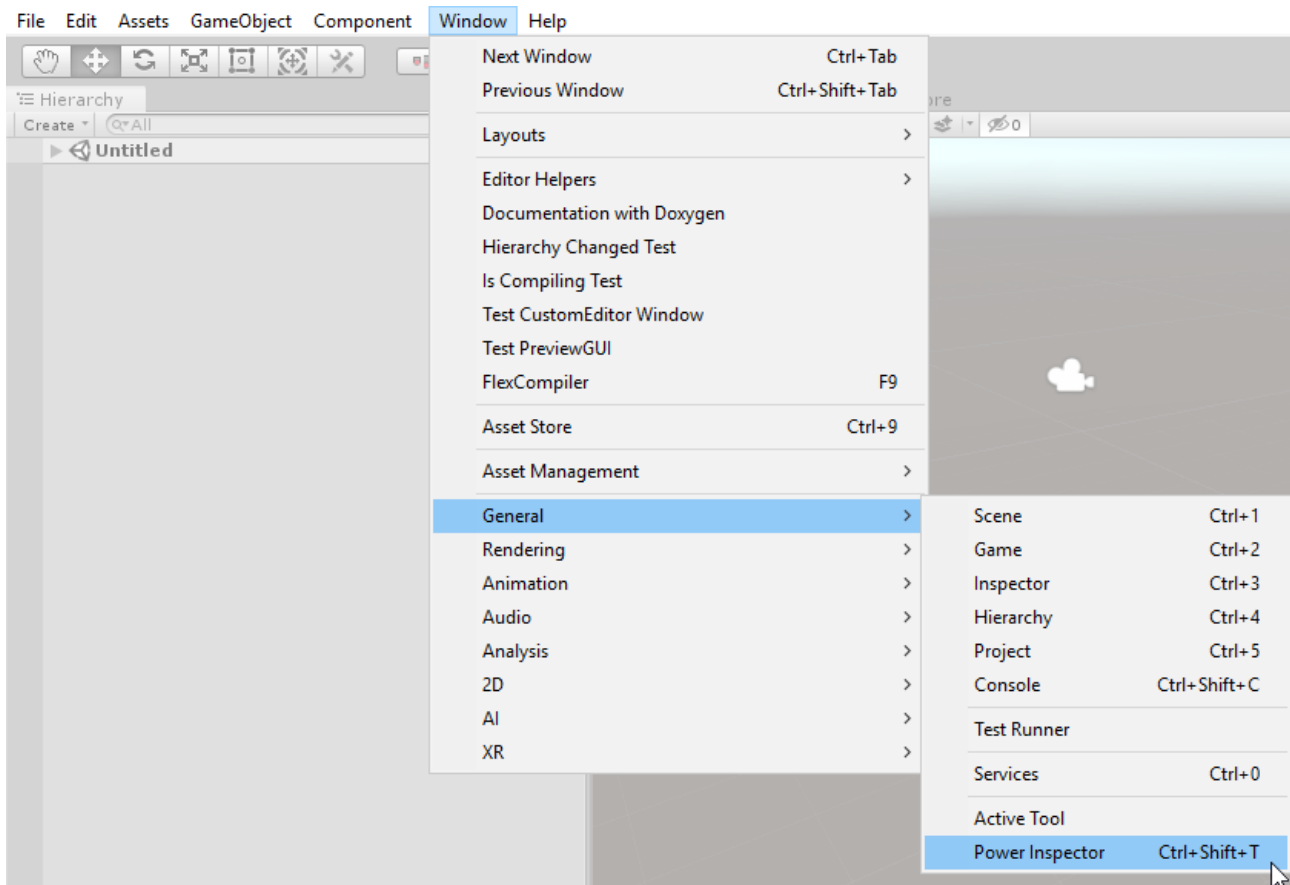 File Edit Assets GameObject Component Window Help
Next Window Ctrl+Tab
Previous Window Ctrl+Shift+Tab
Hierarchy
Create All
Layouts
0
Untitled
Editor Helpers
Documentation with Doxygen
Hierarchy Changed Test
Is Compiling Test
Test CustomEditor Window
Test PreviewGUI
FlexCompiler F9
Asset Store Ctrl+9
Asset Management
General
Rendering
Animation
Audio
Analysis
2D
AI
XR
Scene Ctrl+1
Game Ctrl+2
Inspector Ctrl+3
Hierarchy Ctrl+4
Project Ctrl+5
Console Ctrl+Shift+C
Test Runner
Services Ctrl+0
Active Tool
Power Inspector Ctrl+Shift+T